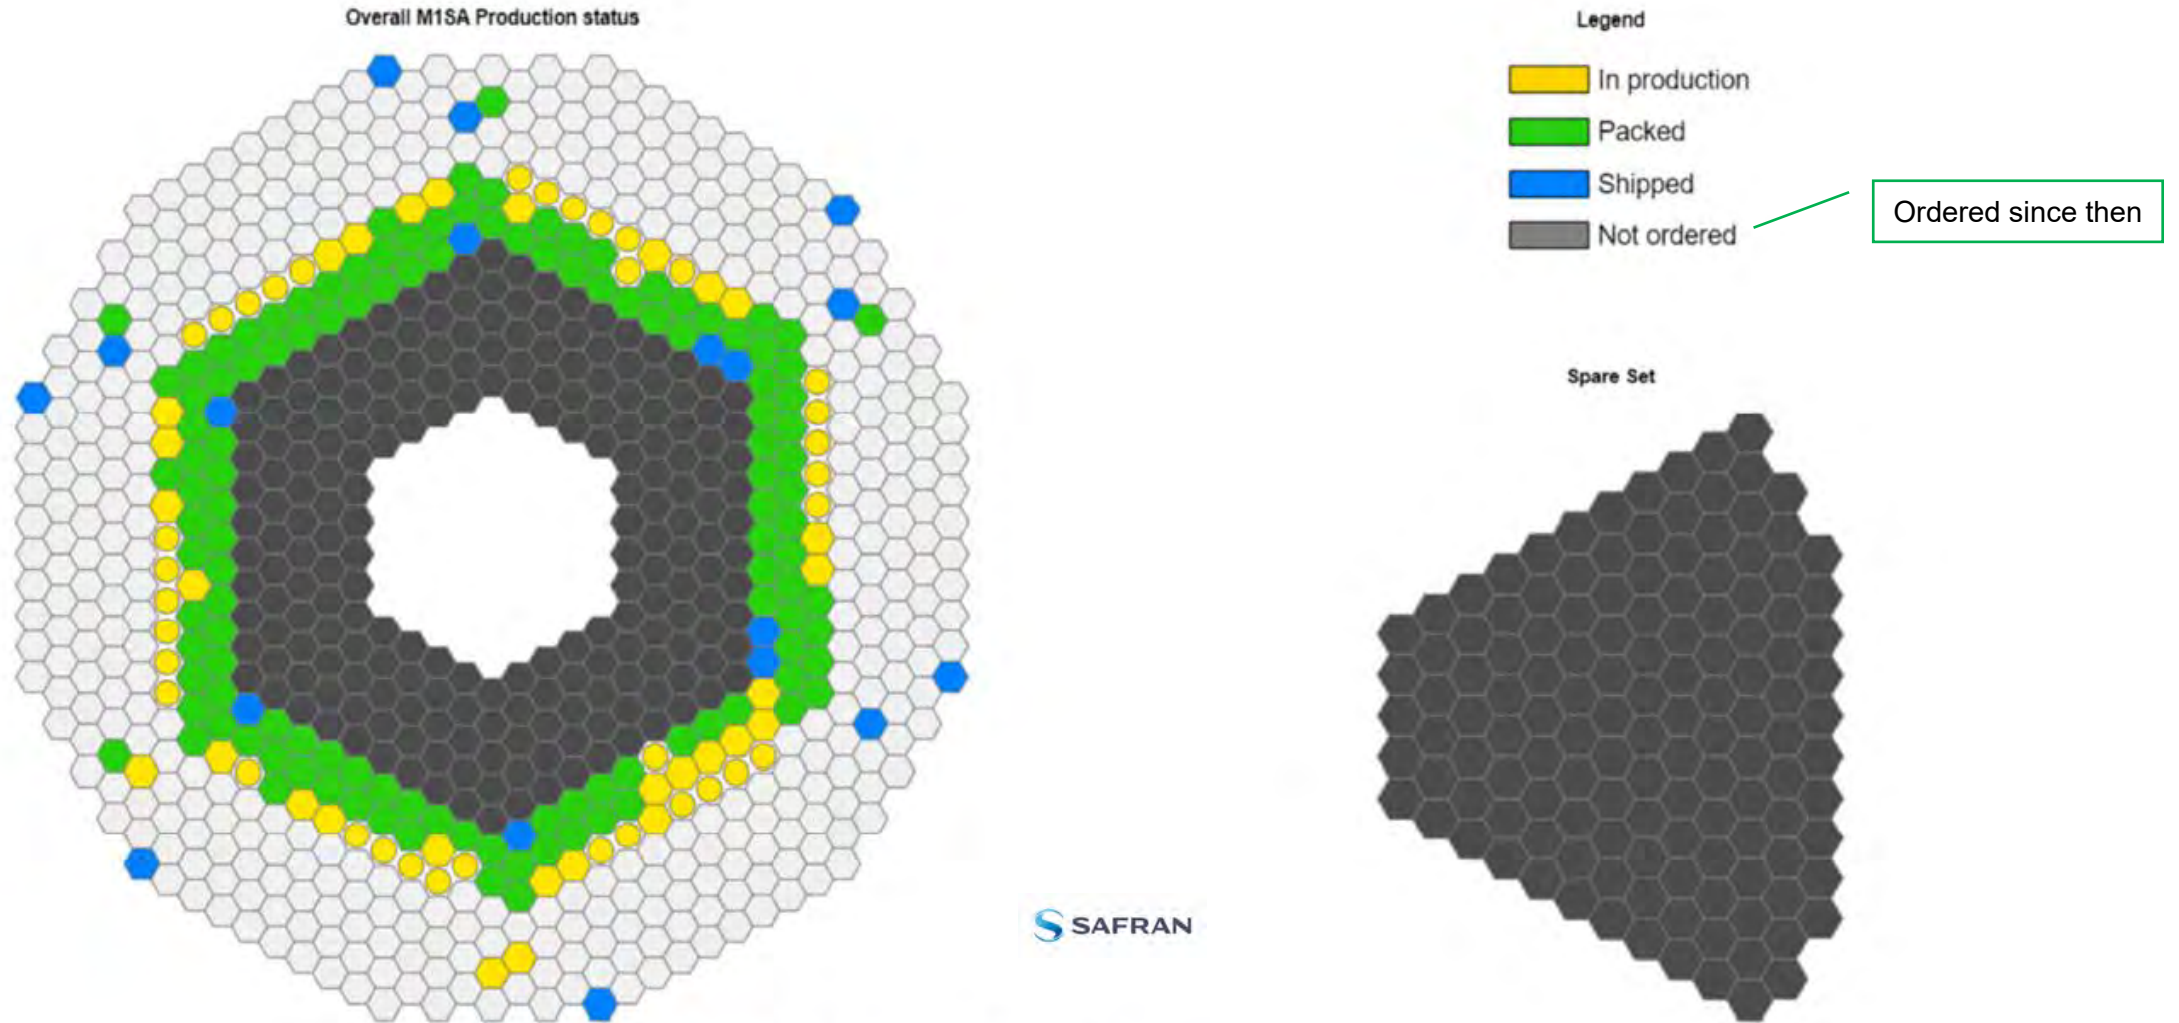 Overall M1SA Production status
Legend
In production
Packed
Shipped
Not ordered
Ordered since then
Spare Set
SAFRAN